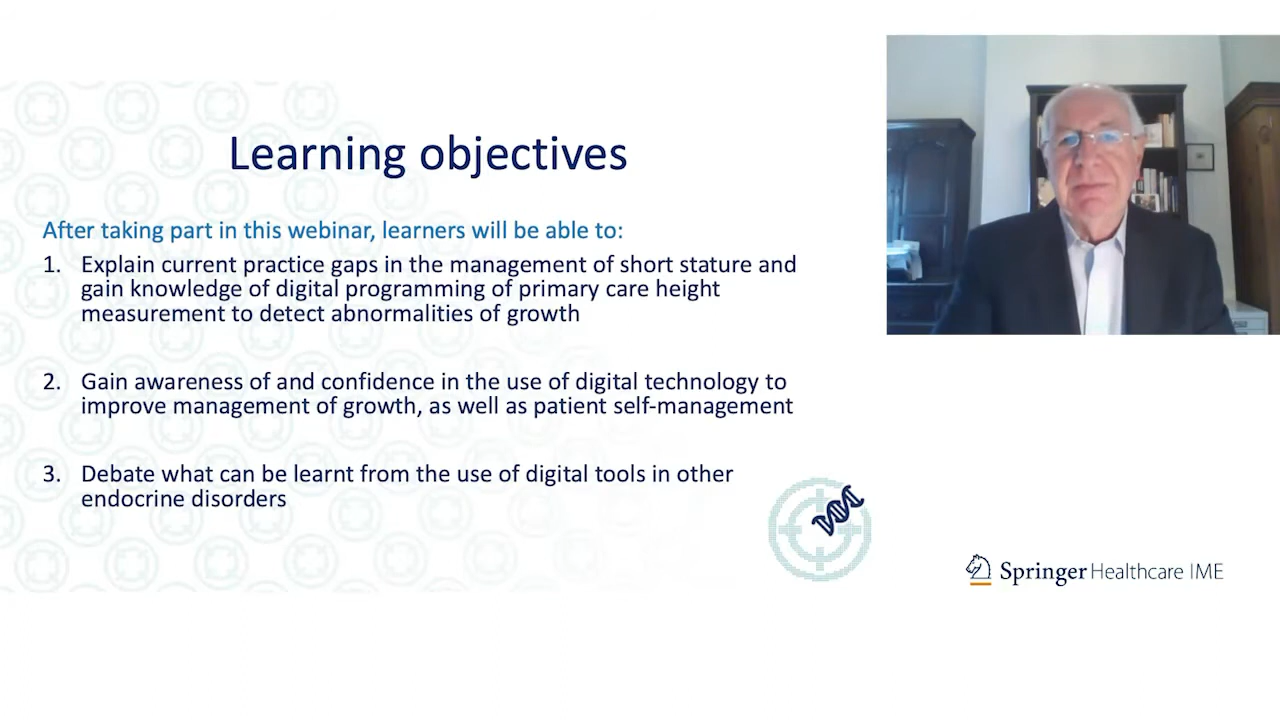 Learning objectives
After taking part in this webinar, learners will be able to:
1. Explain current practice gaps in the management of short stature and
gain knowledge of digital programming of primary care height
measurement to detect abnormalities of growth
2. Gain awareness of and confidence in the use of digital technology to
improve management of growth, as well as patient self-management
3. Debate what can be learnt from the use of digital tools in other
endocrine disorders
Springer Healthcare IME